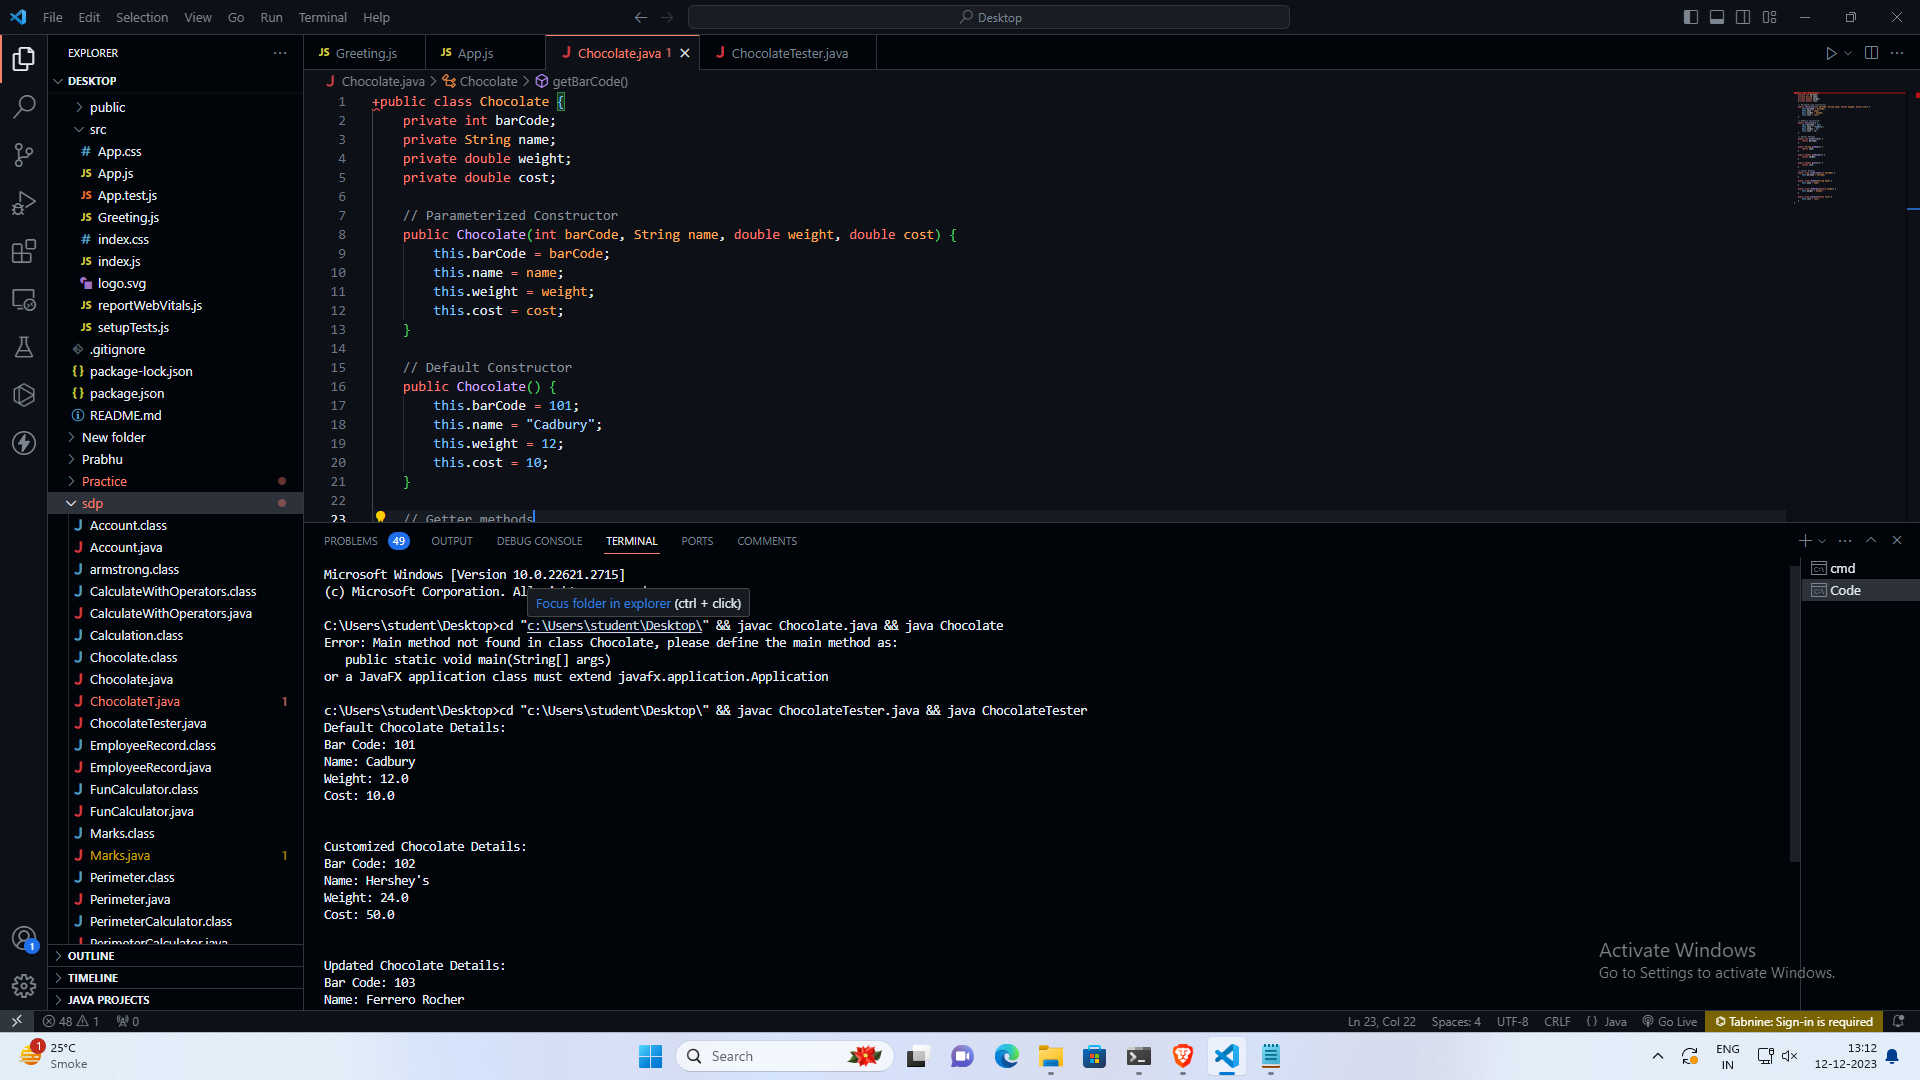 File Edit Selection View Go Run Terminal Help
Desktop
EXPLORER
DESKTOP
public
src
# App.css
JS App.js
JS App.test.js
JS Greeting.js
# index.css
JS index.js
logo.svg
JS reportWebVitals.js
JS setupTests.js
.gitignore
{} package-lock.json
{} package.json
README.md
New folder
Prabhu
Practice
sdp
J Account.class
J Account.java
J armstrong.class
J CalculateWithOperators.class
J CalculateWithOperators.java
J Calculation.class
J Chocolate.class
J Chocolate.java
J ChocolateT.java 1
J ChocolateTester.java
J EmployeeRecord.class
J EmployeeRecord.java
J FunCalculator.class
J FunCalculator.java
J Marks.class
J Marks.java 1
J Perimeter.class
J Perimeter.java
J PerimeterCalculator.class
J PerimeterCalculator.java
OUTLINE
TIMELINE
JAVA PROJECTS
JS Greeting.js
JS App.js
J Chocolate.java 1
J ChocolateTester.java
J Chocolate.java > Chocolate > getBarCode()
1 +public class Chocolate {
2 private int barCode;
3 private String name;
4 private double weight;
5 private double cost;
6
7 // Parameterized Constructor
8 public Chocolate(int barCode, String name, double weight, double cost) {
9 this.barCode = barCode;
10 this.name = name;
11 this.weight = weight;
12 this.cost = cost;
13 }
14
15 // Default Constructor
16 public Chocolate() {
17 this.barCode = 101;
18 this.name = "Cadbury";
19 this.weight = 12;
20 this.cost = 10;
21 }
22
23 // Getter methods
PROBLEMS 49 OUTPUT DEBUG CONSOLE TERMINAL PORTS COMMENTS
cmd
Code
Microsoft Windows [Version 10.0.22621.2715]
(c) Microsoft Corporation.
Focus folder in explorer (ctrl + click)
C:\Users\student\Desktop>cd "c:\Users\student\Desktop\" && javac Chocolate.java && java Chocolate
Error: Main method not found in class Chocolate, please define the main method as:
public static void main(String[] args)
or a JavaFX application class must extend javafx.application.Application
c:\Users\student\Desktop>cd "c:\Users\student\Desktop\" && javac ChocolateTester.java && java ChocolateTester
Default Chocolate Details:
Bar Code: 101
Name: Cadbury
Weight: 12.0
Cost: 10.0
Customized Chocolate Details:
Bar Code: 102
Name: Hershey's
Weight: 24.0
Cost: 50.0
Updated Chocolate Details:
Bar Code: 103
Name: Ferrero Rocher
Activate Windows
Go to Settings to activate Windows.
1
48 1 0
Ln 23, Col 22 Spaces: 4 UTF-8 CRLF {} Java Go Live Tabnine: Sign-in is required
1
25°C
Smoke
Search
ENG
IN
13:12
12-12-2023